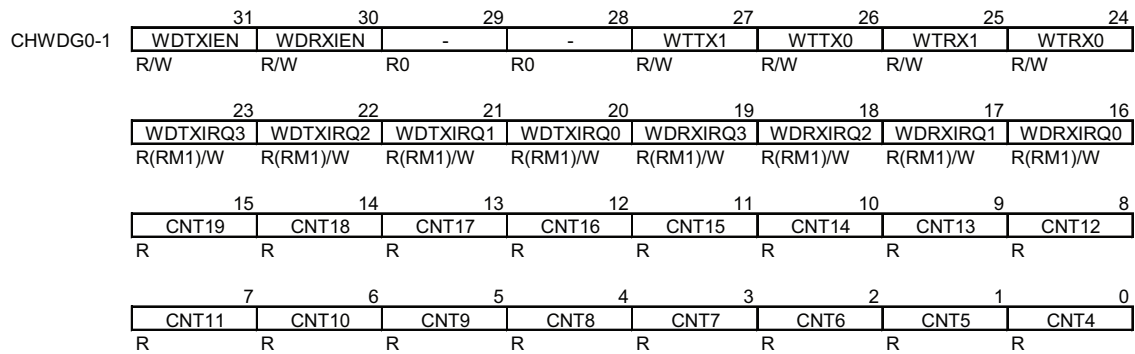 31 30 29 28 27 26 25 24
CHWDG0-1 WDTXIEN WDRXIEN - - WTTX1 WTTX0 WTRX1 WTRX0
R/W R/W R0 R0 R/W R/W R/W R/W
23 22 21 20 19 18 17 16
WDTXIRQ3 WDTXIRQ2 WDTXIRQ1 WDTXIRQ0 WDRXIRQ3 WDRXIRQ2 WDRXIRQ1 WDRXIRQ0
R(RM1)/W R(RM1)/W R(RM1)/W R(RM1)/W R(RM1)/W R(RM1)/W R(RM1)/W R(RM1)/W
15 14 13 12 11 10 9 8
CNT19 CNT18 CNT17 CNT16 CNT15 CNT14 CNT13 CNT12
R R R R R R R R
7 6 5 4 3 2 1 0
CNT11 CNT10 CNT9 CNT8 CNT7 CNT6 CNT5 CNT4
R R R R R R R R